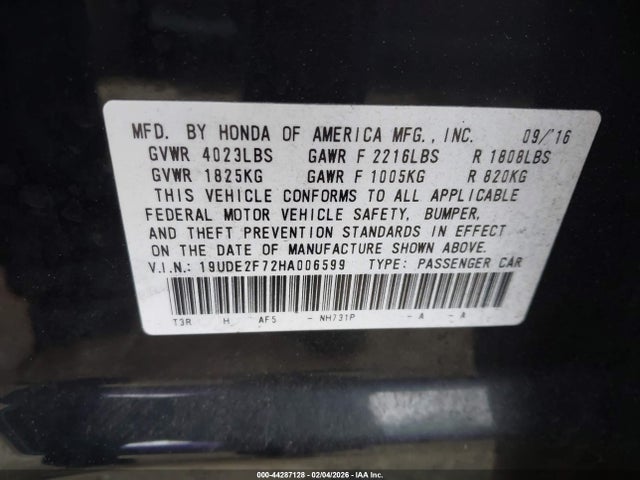 MFD. BY HONDA OF AMERICA MFG., INC. 09/'16
GVWR 4023LBS GAWR F 2216LBS R 1808LBS
GVWR 1825KG GAWR F 1005KG R 820KG
THIS VEHICLE CONFORMS TO ALL APPLICABLE
FEDERAL MOTOR VEHICLE SAFETY, BUMPER,
AND THEFT PREVENTION STANDARDS IN EFFECT
ON THE DATE OF MANUFACTURE SHOWN ABOVE.
V.I.N.: 19UDE2F72HA006599 TYPE: PASSENGER CAR
T3R H AF5 - NH731P - A - A
000-44287128 - 02/04/2026 - IAA Inc.